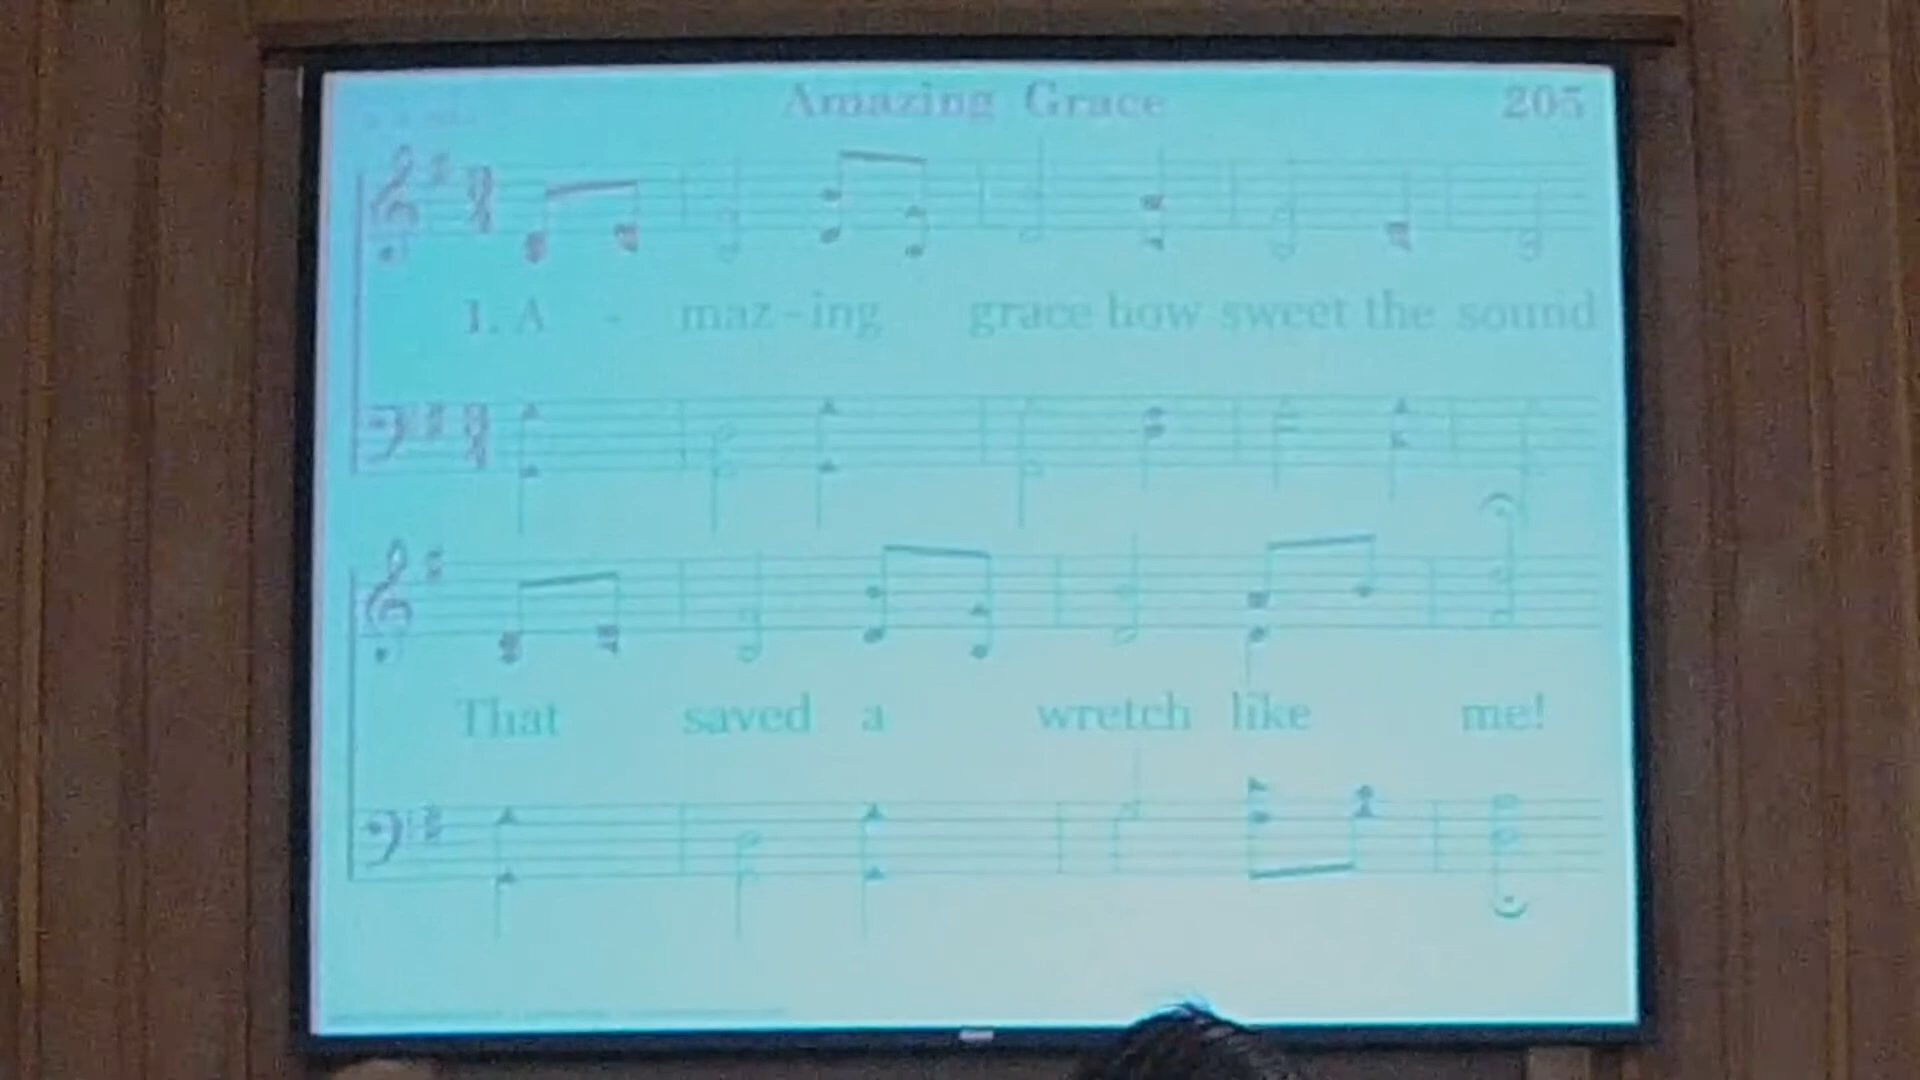 Amazing Grace 205
1. A - maz-ing grace how sweet the sound
That saved a wretch like me!